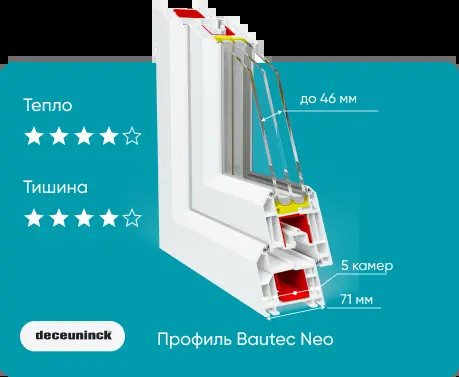 Тепло
до 46 мм
Тишина
5 камер
71 мм
deceuninck
Профиль Bautec Neo